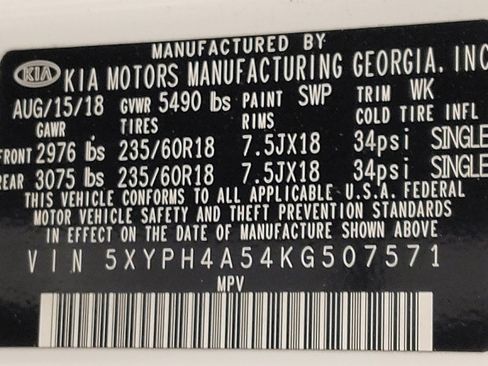 MANUFACTURED BY
KIA KIA MOTORS MANUFACTURING GEORGIA, INC
AUG/15/18 GVWR 5490 lbs PAINT SWP TRIM WK
GAWR TIRES RIMS COLD TIRE INFL
FRONT 2976 lbs 235/60R18 7.5JX18 34psi SINGLE
REAR 3075 lbs 235/60R18 7.5JX18 34psi SINGLE
THIS VEHICLE CONFORMS TO ALL APPLICABLE U.S.A. FEDERAL
MOTOR VEHICLE SAFETY AND THEFT PREVENTION STANDARDS
IN EFFECT ON THE DATE OF MANUFACTURE SHOWN ABOVE.
VIN 5XYPH4A54KG507571
MPV